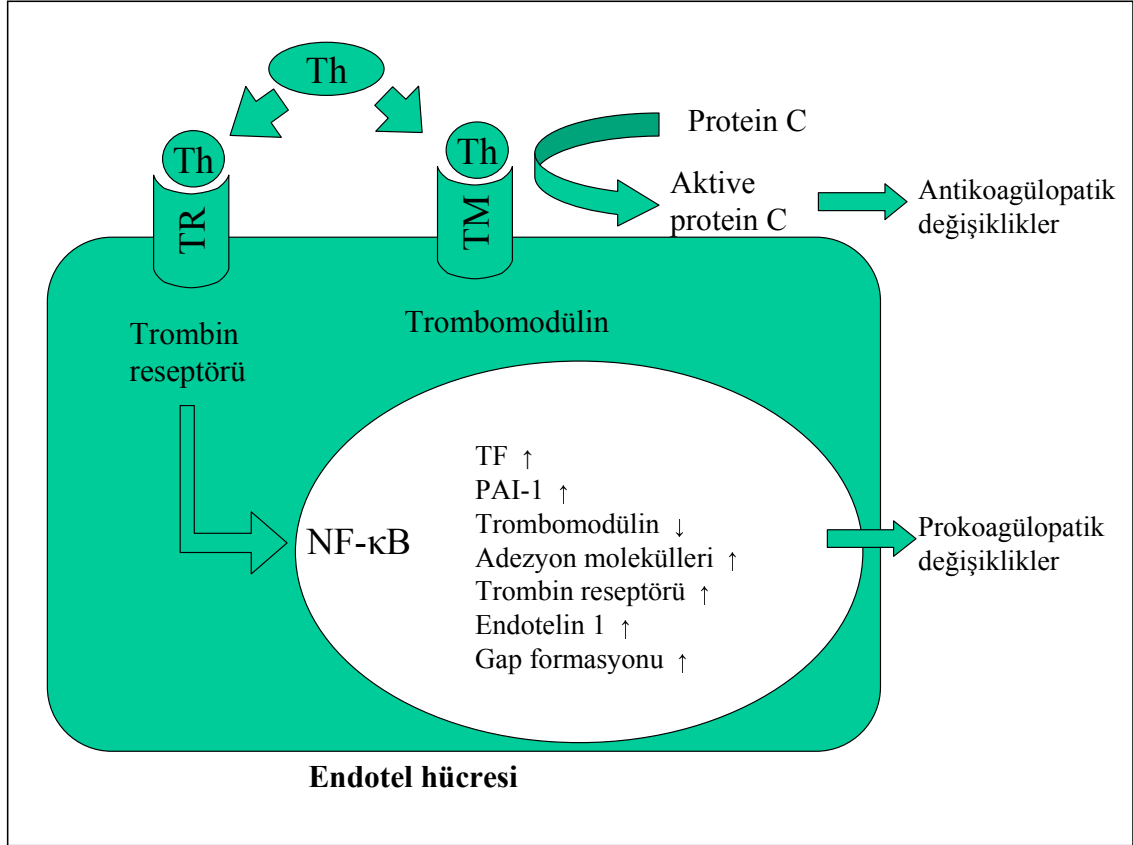 Th
Th
Th
TR
TM
Protein C
Aktive
protein C
Antikoagülopatik
değişiklikler
Trombin
reseptörü
Trombomodülin
NF-κB
TF ↑
PAI-1 ↑
Trombomodülin ↓
Adezyon molekülleri ↑
Trombin reseptörü ↑
Endotelin 1 ↑
Gap formasyonu ↑
Prokoagülopatik
değişiklikler
Endotel hücresi